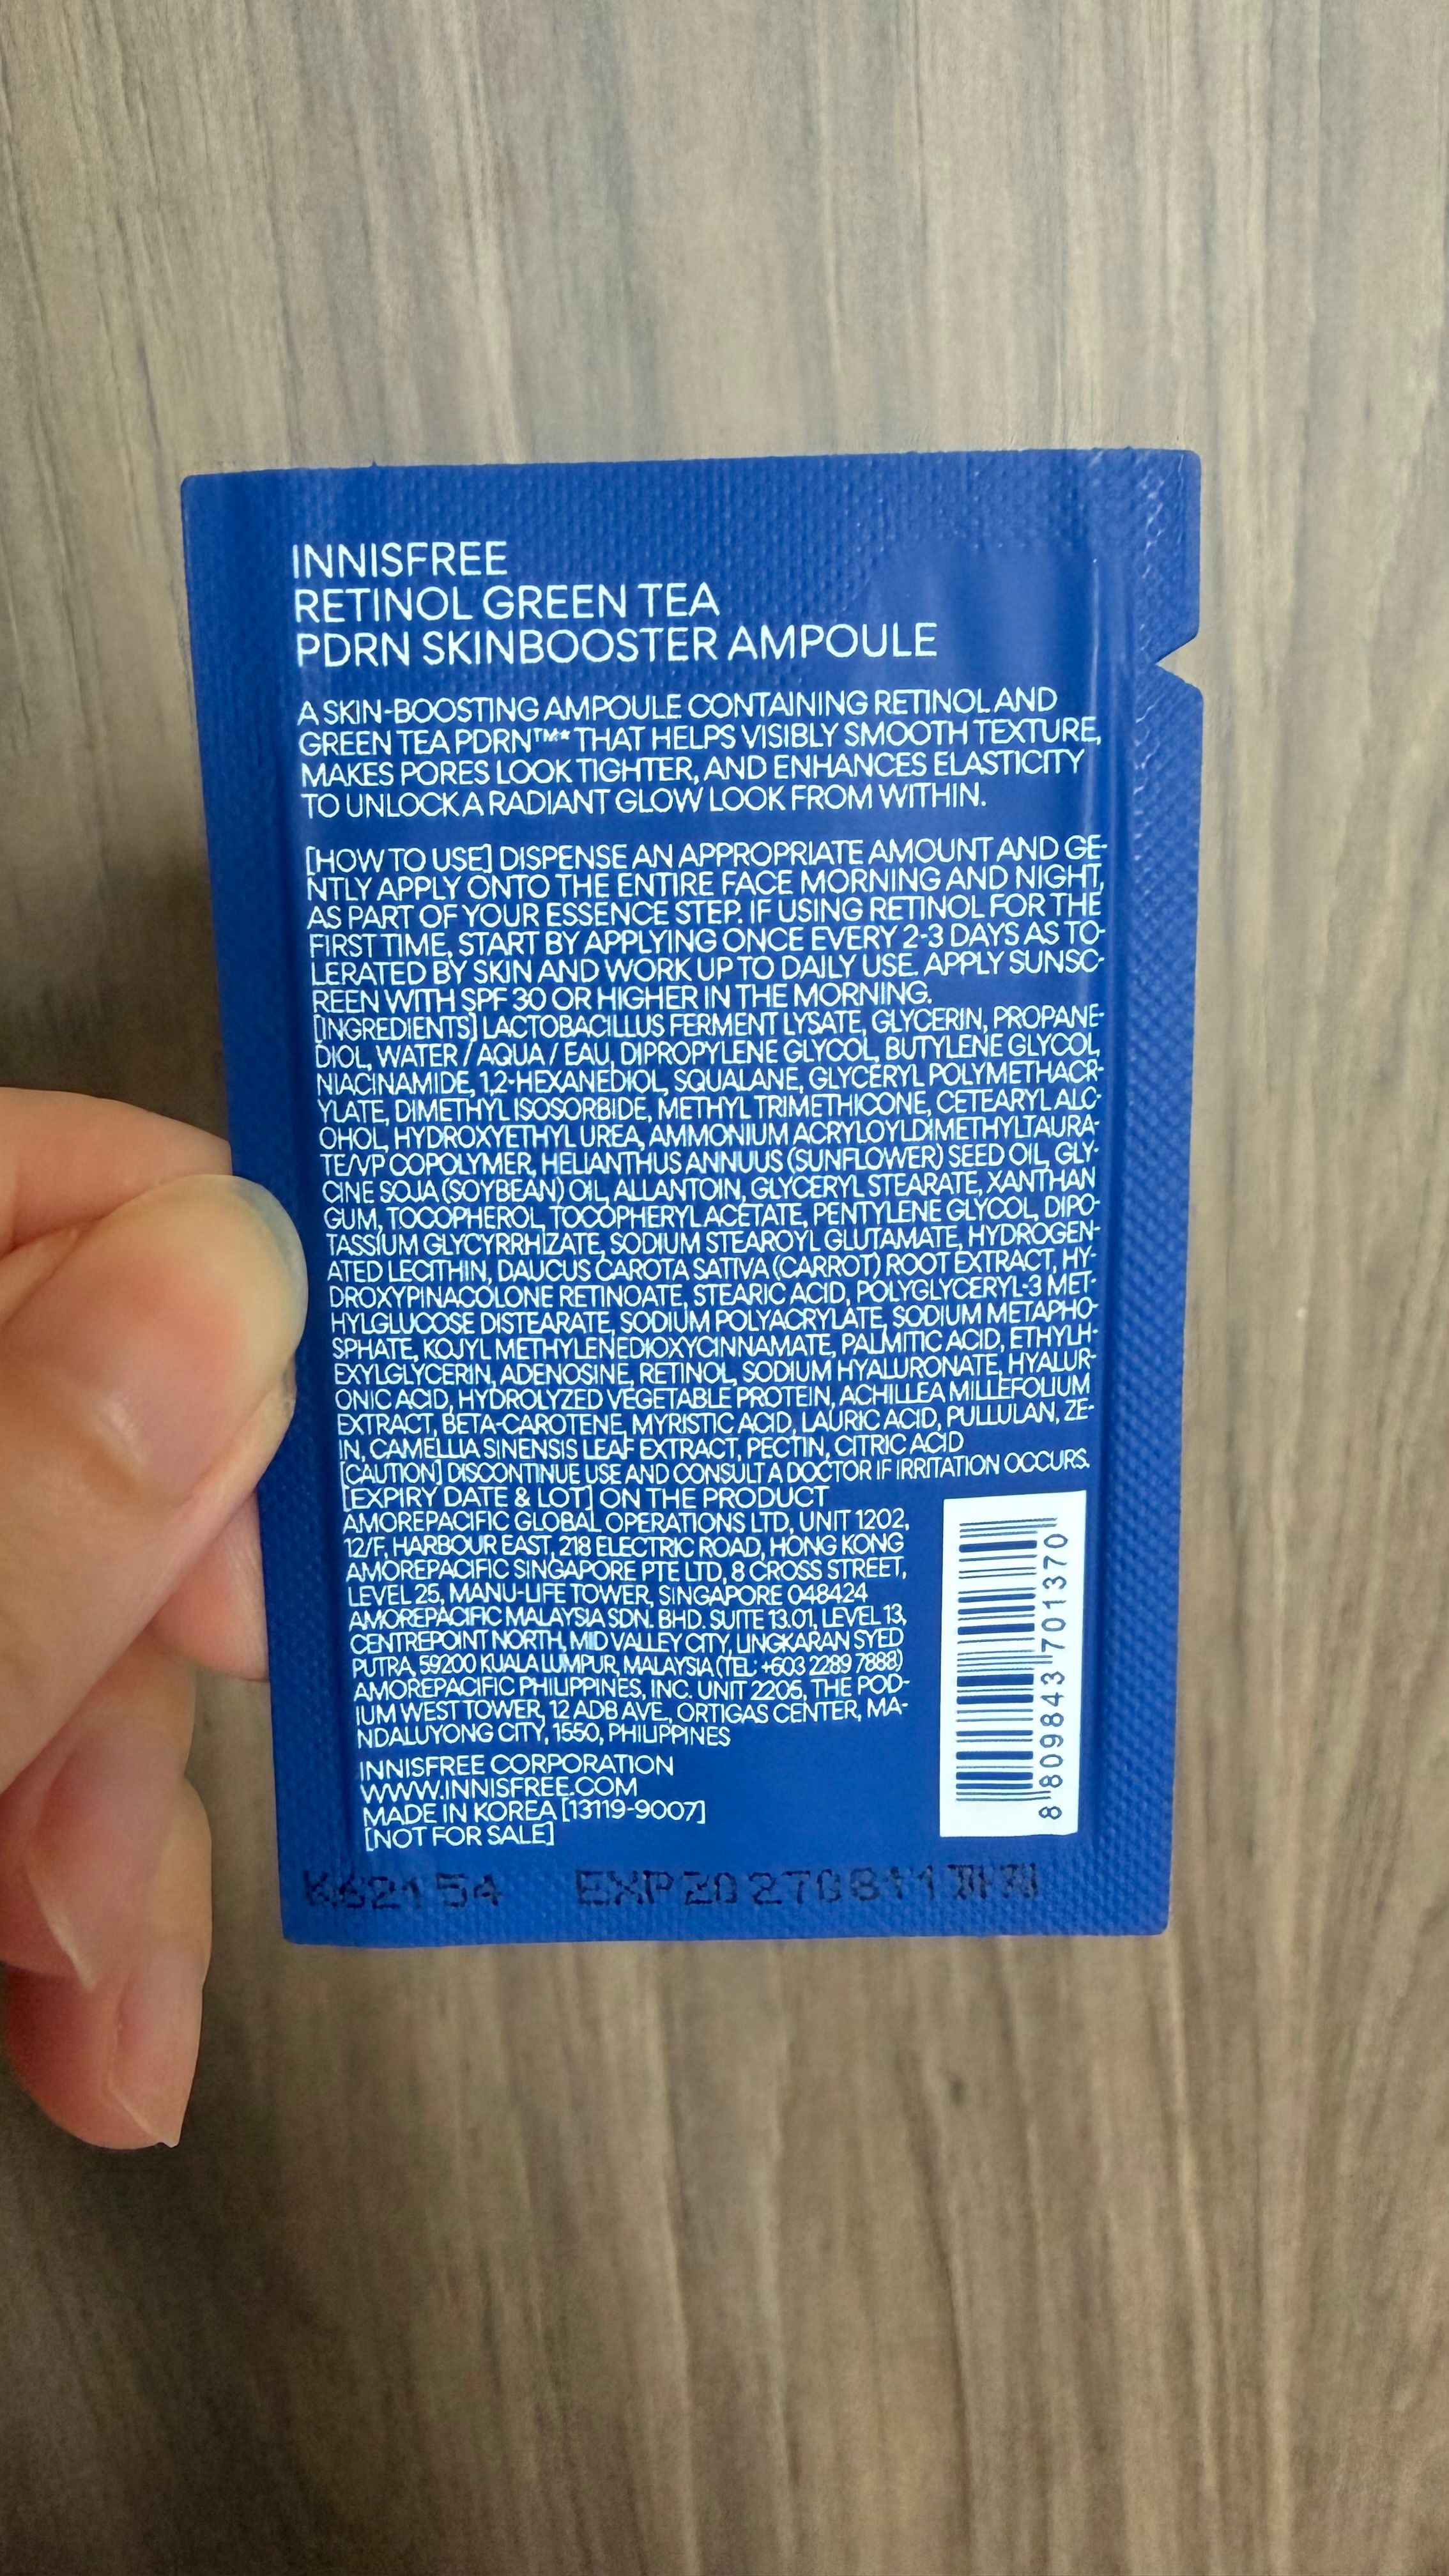 INNISFREE
RETINOL GREEN TEA
PDRN SKINBOOSTER AMPOULE
A SKIN-BOOSTING AMPOULE CONTAINING RETINOL AND
GREEN TEA PDRN™* THAT HELPS VISIBLY SMOOTH TEXTURE,
MAKES PORES LOOK TIGHTER, AND ENHANCES ELASTICITY
TO UNLOCK A RADIANT GLOW LOOK FROM WITHIN.
[HOW TO USE] DISPENSE AN APPROPRIATE AMOUNT AND GE-
NTLY APPLY ONTO THE ENTIRE FACE MORNING AND NIGHT,
AS PART OF YOUR ESSENCE STEP. IF USING RETINOL FOR THE
FIRST TIME, START BY APPLYING ONCE EVERY 2-3 DAYS AS TO-
LERATED BY SKIN AND WORK UP TO DAILY USE. APPLY SUNSC-
REEN WITH SPF 30 OR HIGHER IN THE MORNING.
[INGREDIENTS] LACTOBACILLUS FERMENT LYSATE, GLYCERIN, PROPANE-
DIOL, WATER / AQUA / EAU, DIPROPYLENE GLYCOL, BUTYLENE GLYCOL,
NIACINAMIDE, 1,2-HEXANEDIOL, SQUALANE, GLYCERYL POLYMETHACR-
YLATE, DIMETHYL ISOSORBIDE, METHYL TRIMETHICONE, CETEARYL ALC-
OHOL, HYDROXYETHYL UREA, AMMONIUM ACRYLOYLDIMETHYLTAURA-
TE/VP COPOLYMER, HELIANTHUS ANNUUS (SUNFLOWER) SEED OIL, GLY-
CINE SOJA (SOYBEAN) OIL, ALLANTOIN, GLYCERYL STEARATE, XANTHAN
GUM, TOCOPHEROL, TOCOPHERYL ACETATE, PENTYLENE GLYCOL, DIPO-
TASSIUM GLYCYRRHIZATE, SODIUM STEAROYL GLUTAMATE, HYDROGEN-
ATED LECITHIN, DAUCUS CAROTA SATIVA (CARROT) ROOT EXTRACT, HY-
DROXYPINACOLONE RETINOATE, STEARIC ACID, POLYGLYCERYL-3 MET-
HYLGLUCOSE DISTEARATE, SODIUM POLYACRYLATE, SODIUM METAPHO-
SPHATE, KOJYL METHYLENEDIOXYCINNAMATE, PALMITIC ACID, ETHYLH-
EXYLGLYCERIN, ADENOSINE, RETINOL, SODIUM HYALURONATE, HYALUR-
ONIC ACID, HYDROLYZED VEGETABLE PROTEIN, ACHILLEA MILLEFOLIUM
EXTRACT, BETA-CAROTENE, MYRISTIC ACID, LAURIC ACID, PULLULAN, ZE-
IN, CAMELLIA SINENSIS LEAF EXTRACT, PECTIN, CITRIC ACID
[CAUTION] DISCONTINUE USE AND CONSULT A DOCTOR IF IRRITATION OCCURS.
[EXPIRY DATE & LOT] ON THE PRODUCT
AMOREPACIFIC GLOBAL OPERATIONS LTD, UNIT 1202,
12/F, HARBOUR EAST, 218 ELECTRIC ROAD, HONG KONG
AMOREPACIFIC SINGAPORE PTE LTD, 8 CROSS STREET,
LEVEL 25, MANU-LIFE TOWER, SINGAPORE 048424
AMOREPACIFIC MALAYSIA SDN. BHD. SUITE 13.01, LEVEL 13,
CENTREPOINT NORTH, MID VALLEY CITY, LINGKARAN SYED
PUTRA, 59200 KUALA LUMPUR, MALAYSIA (TEL: +603 2289 7888)
AMOREPACIFIC PHILIPPINES, INC. UNIT 2205, THE POD-
IUM WEST TOWER, 12 ADB AVE., ORTIGAS CENTER, MA-
NDALUYONG CITY, 1550, PHILIPPINES
INNISFREE CORPORATION
WWW.INNISFREE.COM
MADE IN KOREA [13119-9007]
[NOT FOR SALE]
8 809843 701370
K62154 EXP20270811